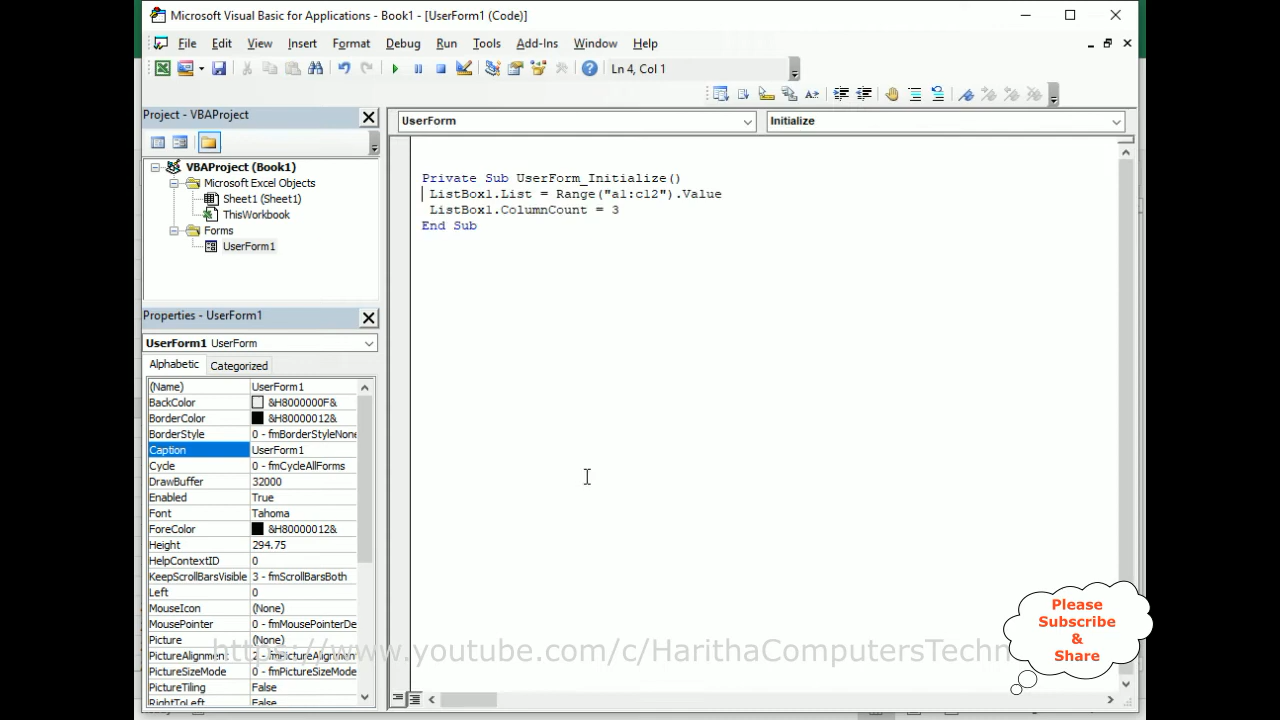 Microsoft Visual Basic for Applications - Book1 - [UserForm1 (Code)]
File Edit View Insert Format Debug Run Tools Add-Ins Window Help
Ln 4, Col 1
Project - VBAProject
UserForm Initialize
VBAProject (Book1)
Microsoft Excel Objects
Sheet1 (Sheet1)
ThisWorkbook
Forms
UserForm1
Private Sub UserForm_Initialize()
ListBox1.List = Range("a1:c12").Value
ListBox1.ColumnCount = 3
End Sub
Properties - UserForm1
UserForm1 UserForm
Alphabetic Categorized
(Name) UserForm1
BackColor &H8000000F&
BorderColor &H80000012&
BorderStyle 0 - fmBorderStyleNone
Caption UserForm1
Cycle 0 - fmCycleAllForms
DrawBuffer 32000
Enabled True
Font Tahoma
ForeColor &H80000012&
Height 294.75
HelpContextID 0
KeepScrollBarsVisible 3 - fmScrollBarsBoth
Left 0
MouseIcon (None)
MousePointer 0 - fmMousePointerDe
Picture (None)
PictureAlignment 2 - fmPictureAlignme
PictureSizeMode 0 - fmPictureSizeMode
PictureTiling False
RightToLeft False
https://www.youtube.com/c/HarithaComputersTechn
Please
Subscribe
&
Share